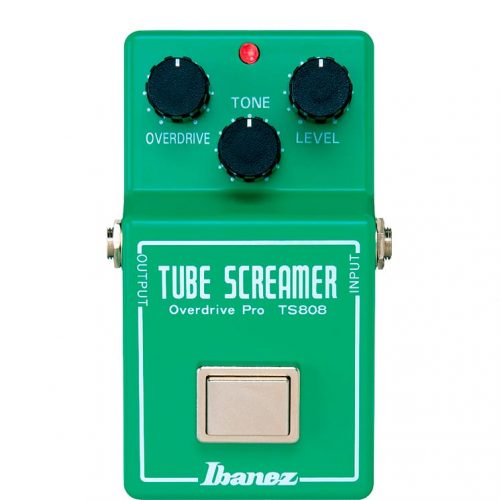 TONE
OVERDRIVE
LEVEL
OUTPUT
INPUT
TUBE SCREAMER
Overdrive Pro TS808
Ibanez